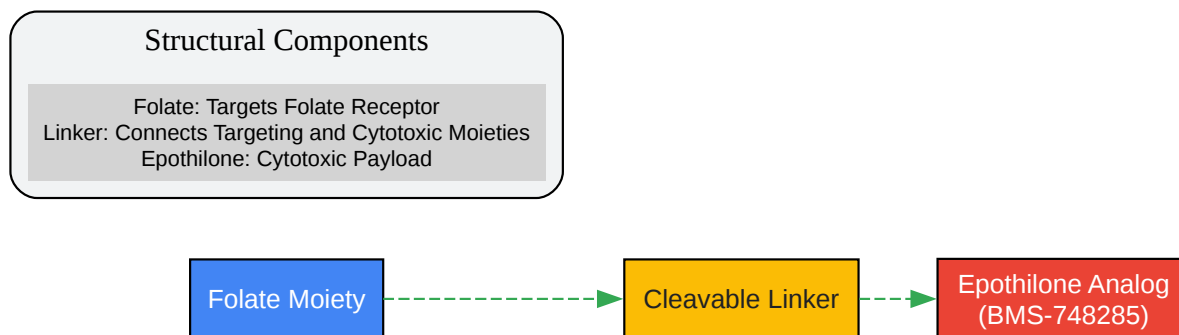 Structural Components
Folate: Targets Folate Receptor
Linker: Connects Targeting and Cytotoxic Moieties
Epothilone: Cytotoxic Payload
Folate Moiety
Cleavable Linker
Epothilone Analog
(BMS-748285)